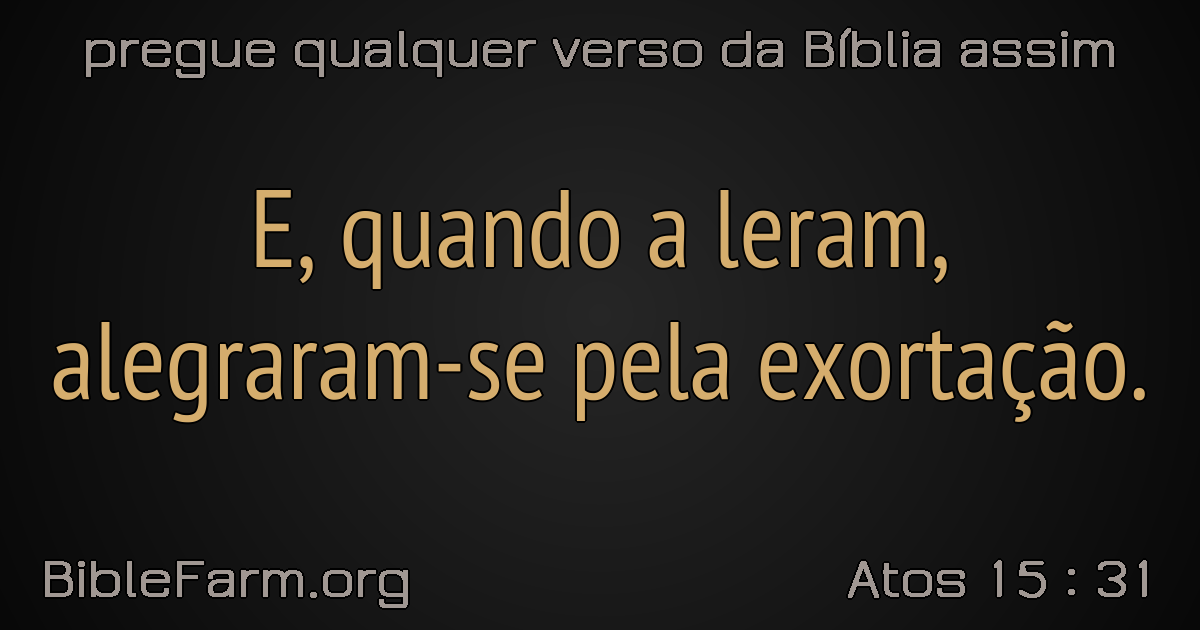 pregue qualquer verso da Bíblia assim
E, quando a leram,
alegraram-se pela exortação.
BibleFarm.org
Atos 15 : 31